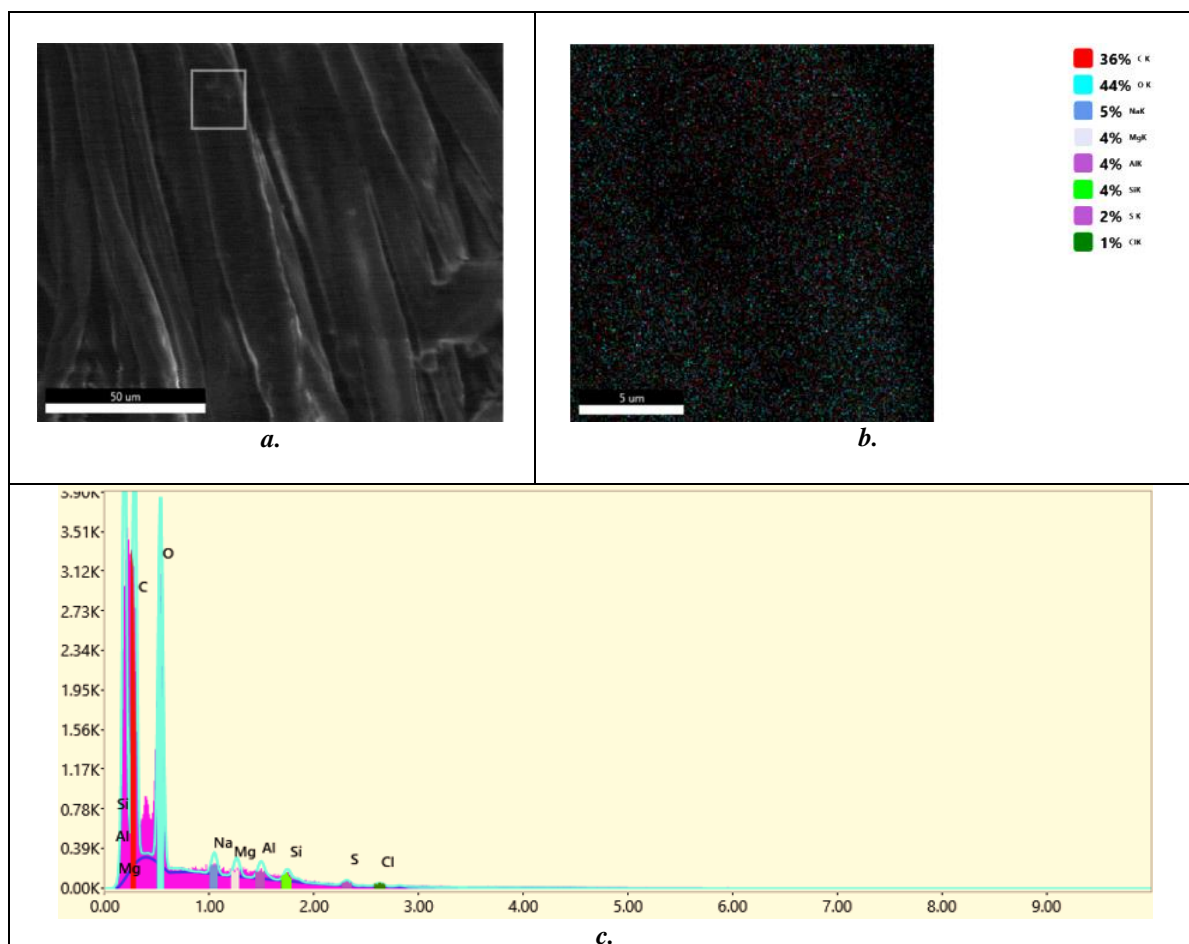 36% C K
44% O K
5% NaK
4% MgK
4% AlK
4% SiK
2% S K
1% ClK
50 um
5 um
a.
b.
3.90K
3.51K
3.12K
2.73K
2.34K
1.95K
1.56K
1.17K
0.78K
0.39K
0.00K
O
C
Si
Al
Mg
Na
Mg
Al
Si
S
Cl
0.00 1.00 2.00 3.00 4.00 5.00 6.00 7.00 8.00 9.00
c.